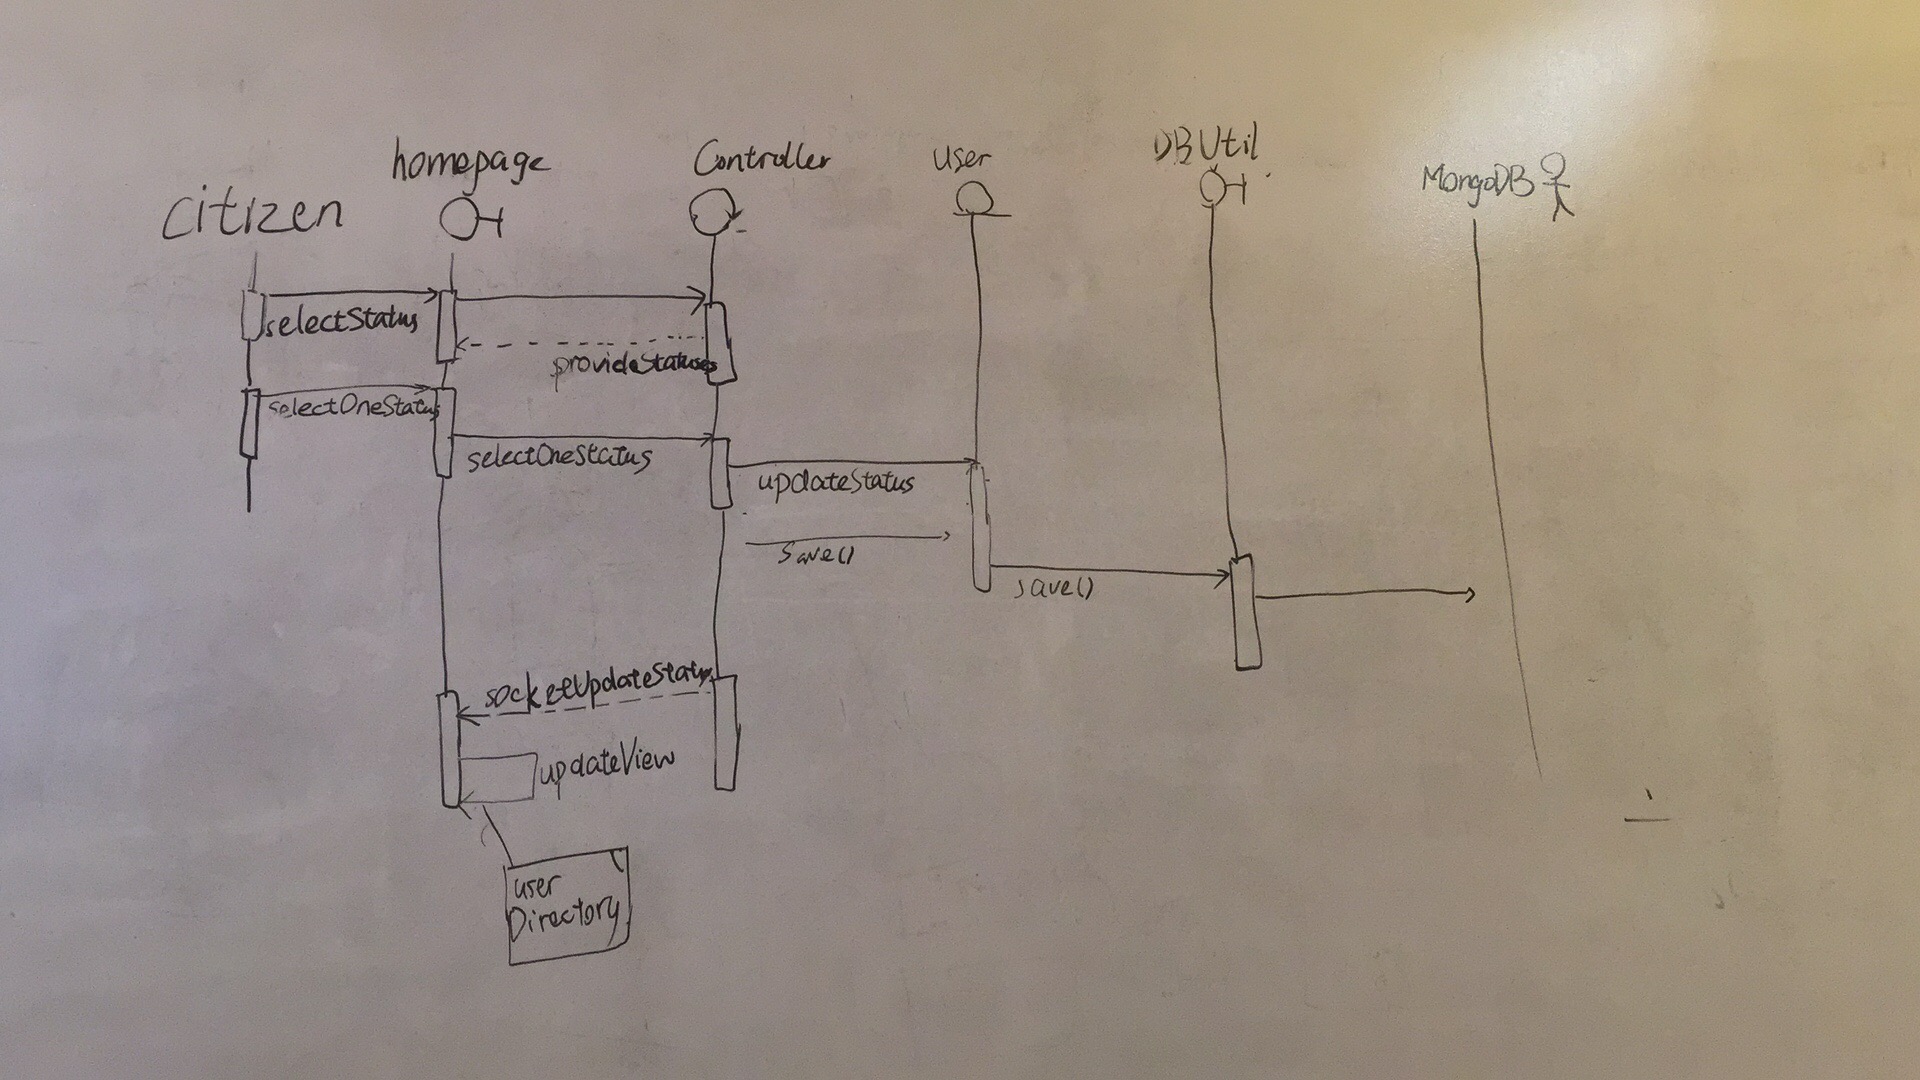 citizen
homepage
Controller
user
DBUtil
MongoDB
selectStatus
provideStatuses
selectOneStatus
selectOneStatus
updateStatus
save()
save()
socketUpdateStatus
updateView
user
Directory